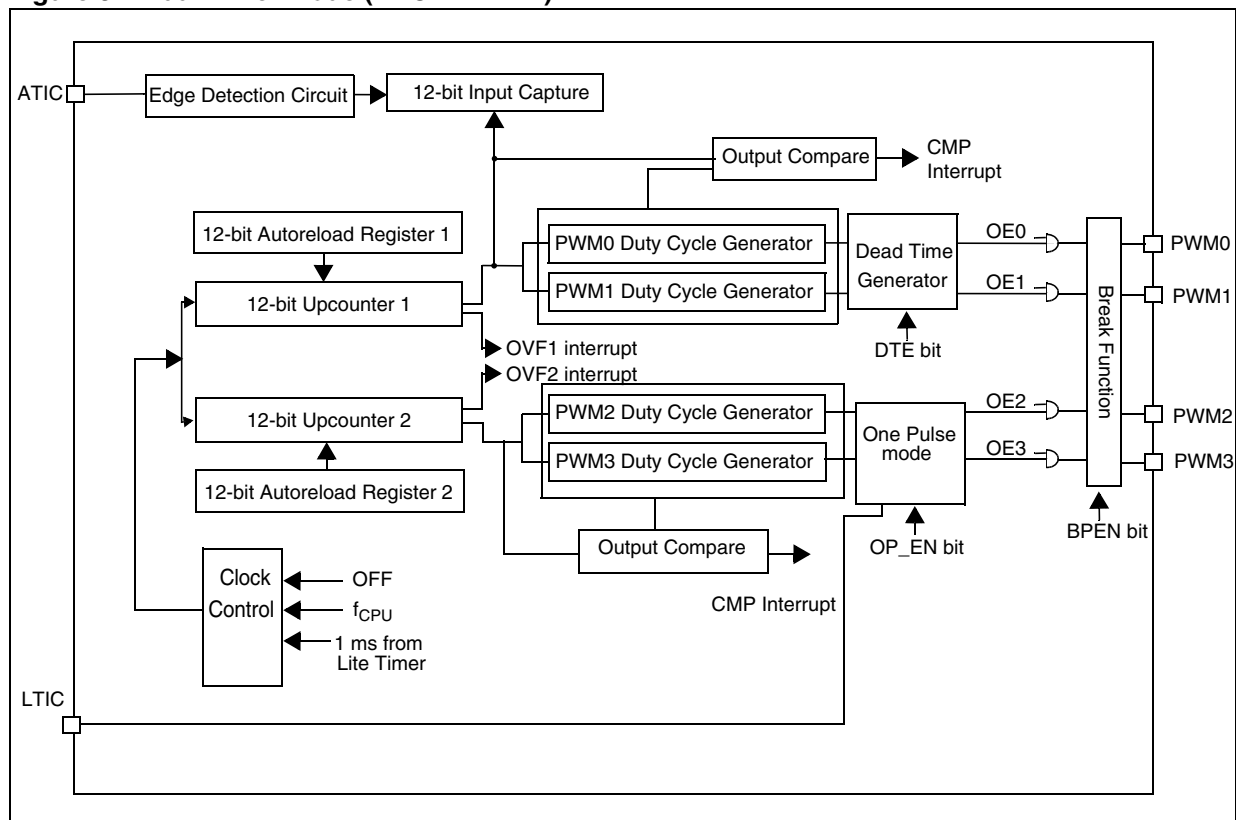 ATIC
Edge Detection Circuit
12-bit Input Capture
Output Compare
CMP
Interrupt
12-bit Autoreload Register 1
PWM0 Duty Cycle Generator
PWM1 Duty Cycle Generator
Dead Time
Generator
OE0
OE1
PWM0
PWM1
Break Function
12-bit Upcounter 1
DTE bit
OVF1 interrupt
OVF2 interrupt
12-bit Upcounter 2
PWM2 Duty Cycle Generator
PWM3 Duty Cycle Generator
One Pulse
mode
OE2
OE3
PWM2
PWM3
12-bit Autoreload Register 2
BPEN bit
OP_EN bit
Output Compare
CMP Interrupt
Clock
Control
OFF
fCPU
1 ms from
Lite Timer
LTIC